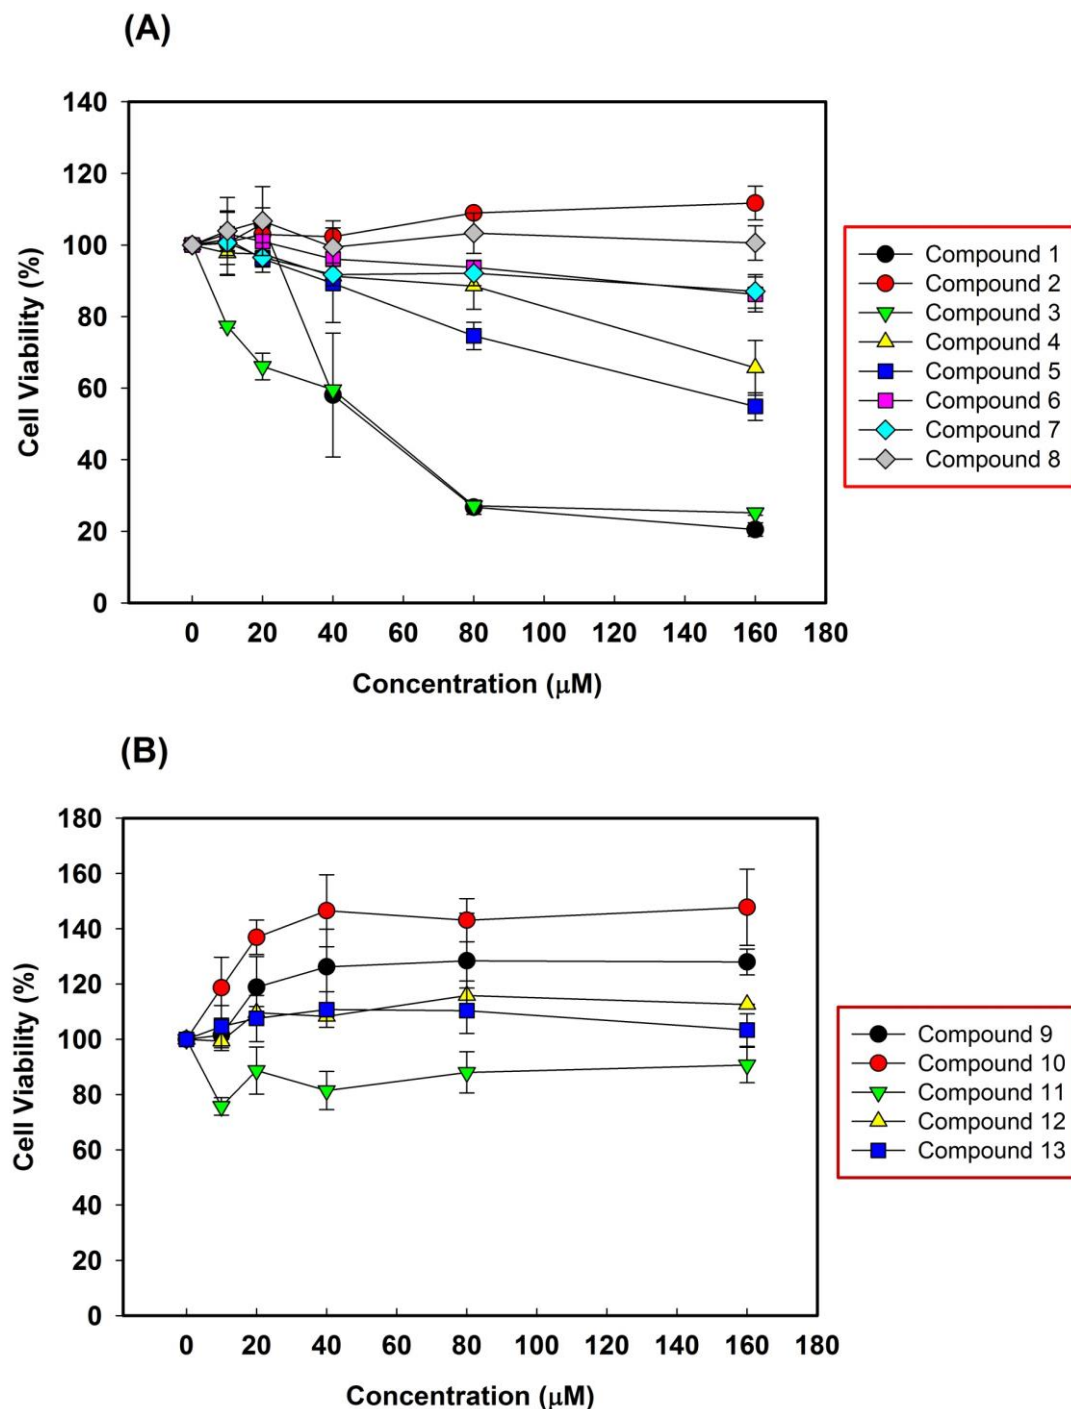 (A)
140
120
100
80
60
40
20
0
Cell Viability (%)
0 20 40 60 80 100 120 140 160 180
Concentration (μM)
Compound 1
Compound 2
Compound 3
Compound 4
Compound 5
Compound 6
Compound 7
Compound 8
(B)
180
160
140
120
100
80
60
40
20
0
Cell Viability (%)
0 20 40 60 80 100 120 140 160 180
Concentration (μM)
Compound 9
Compound 10
Compound 11
Compound 12
Compound 13